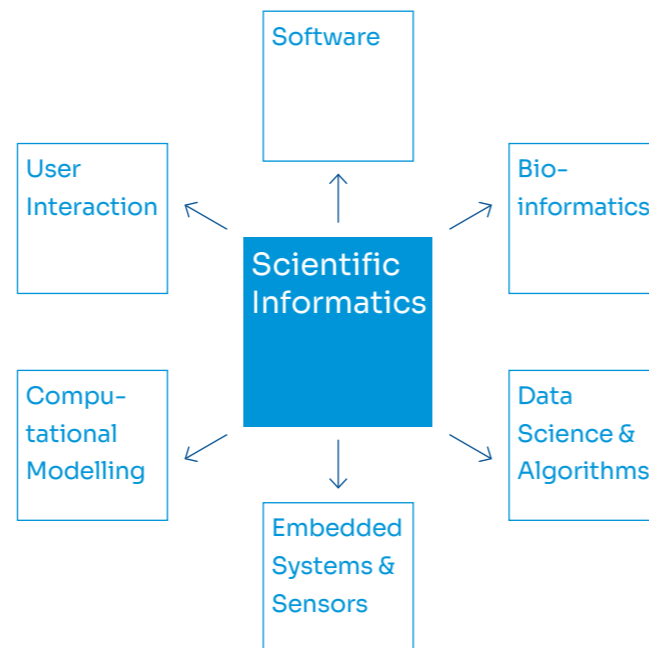 Software
User
Interaction
Bio-
informatics
Scientific
Informatics
Compu-
tational
Modelling
Data
Science &
Algorithms
Embedded
Systems &
Sensors